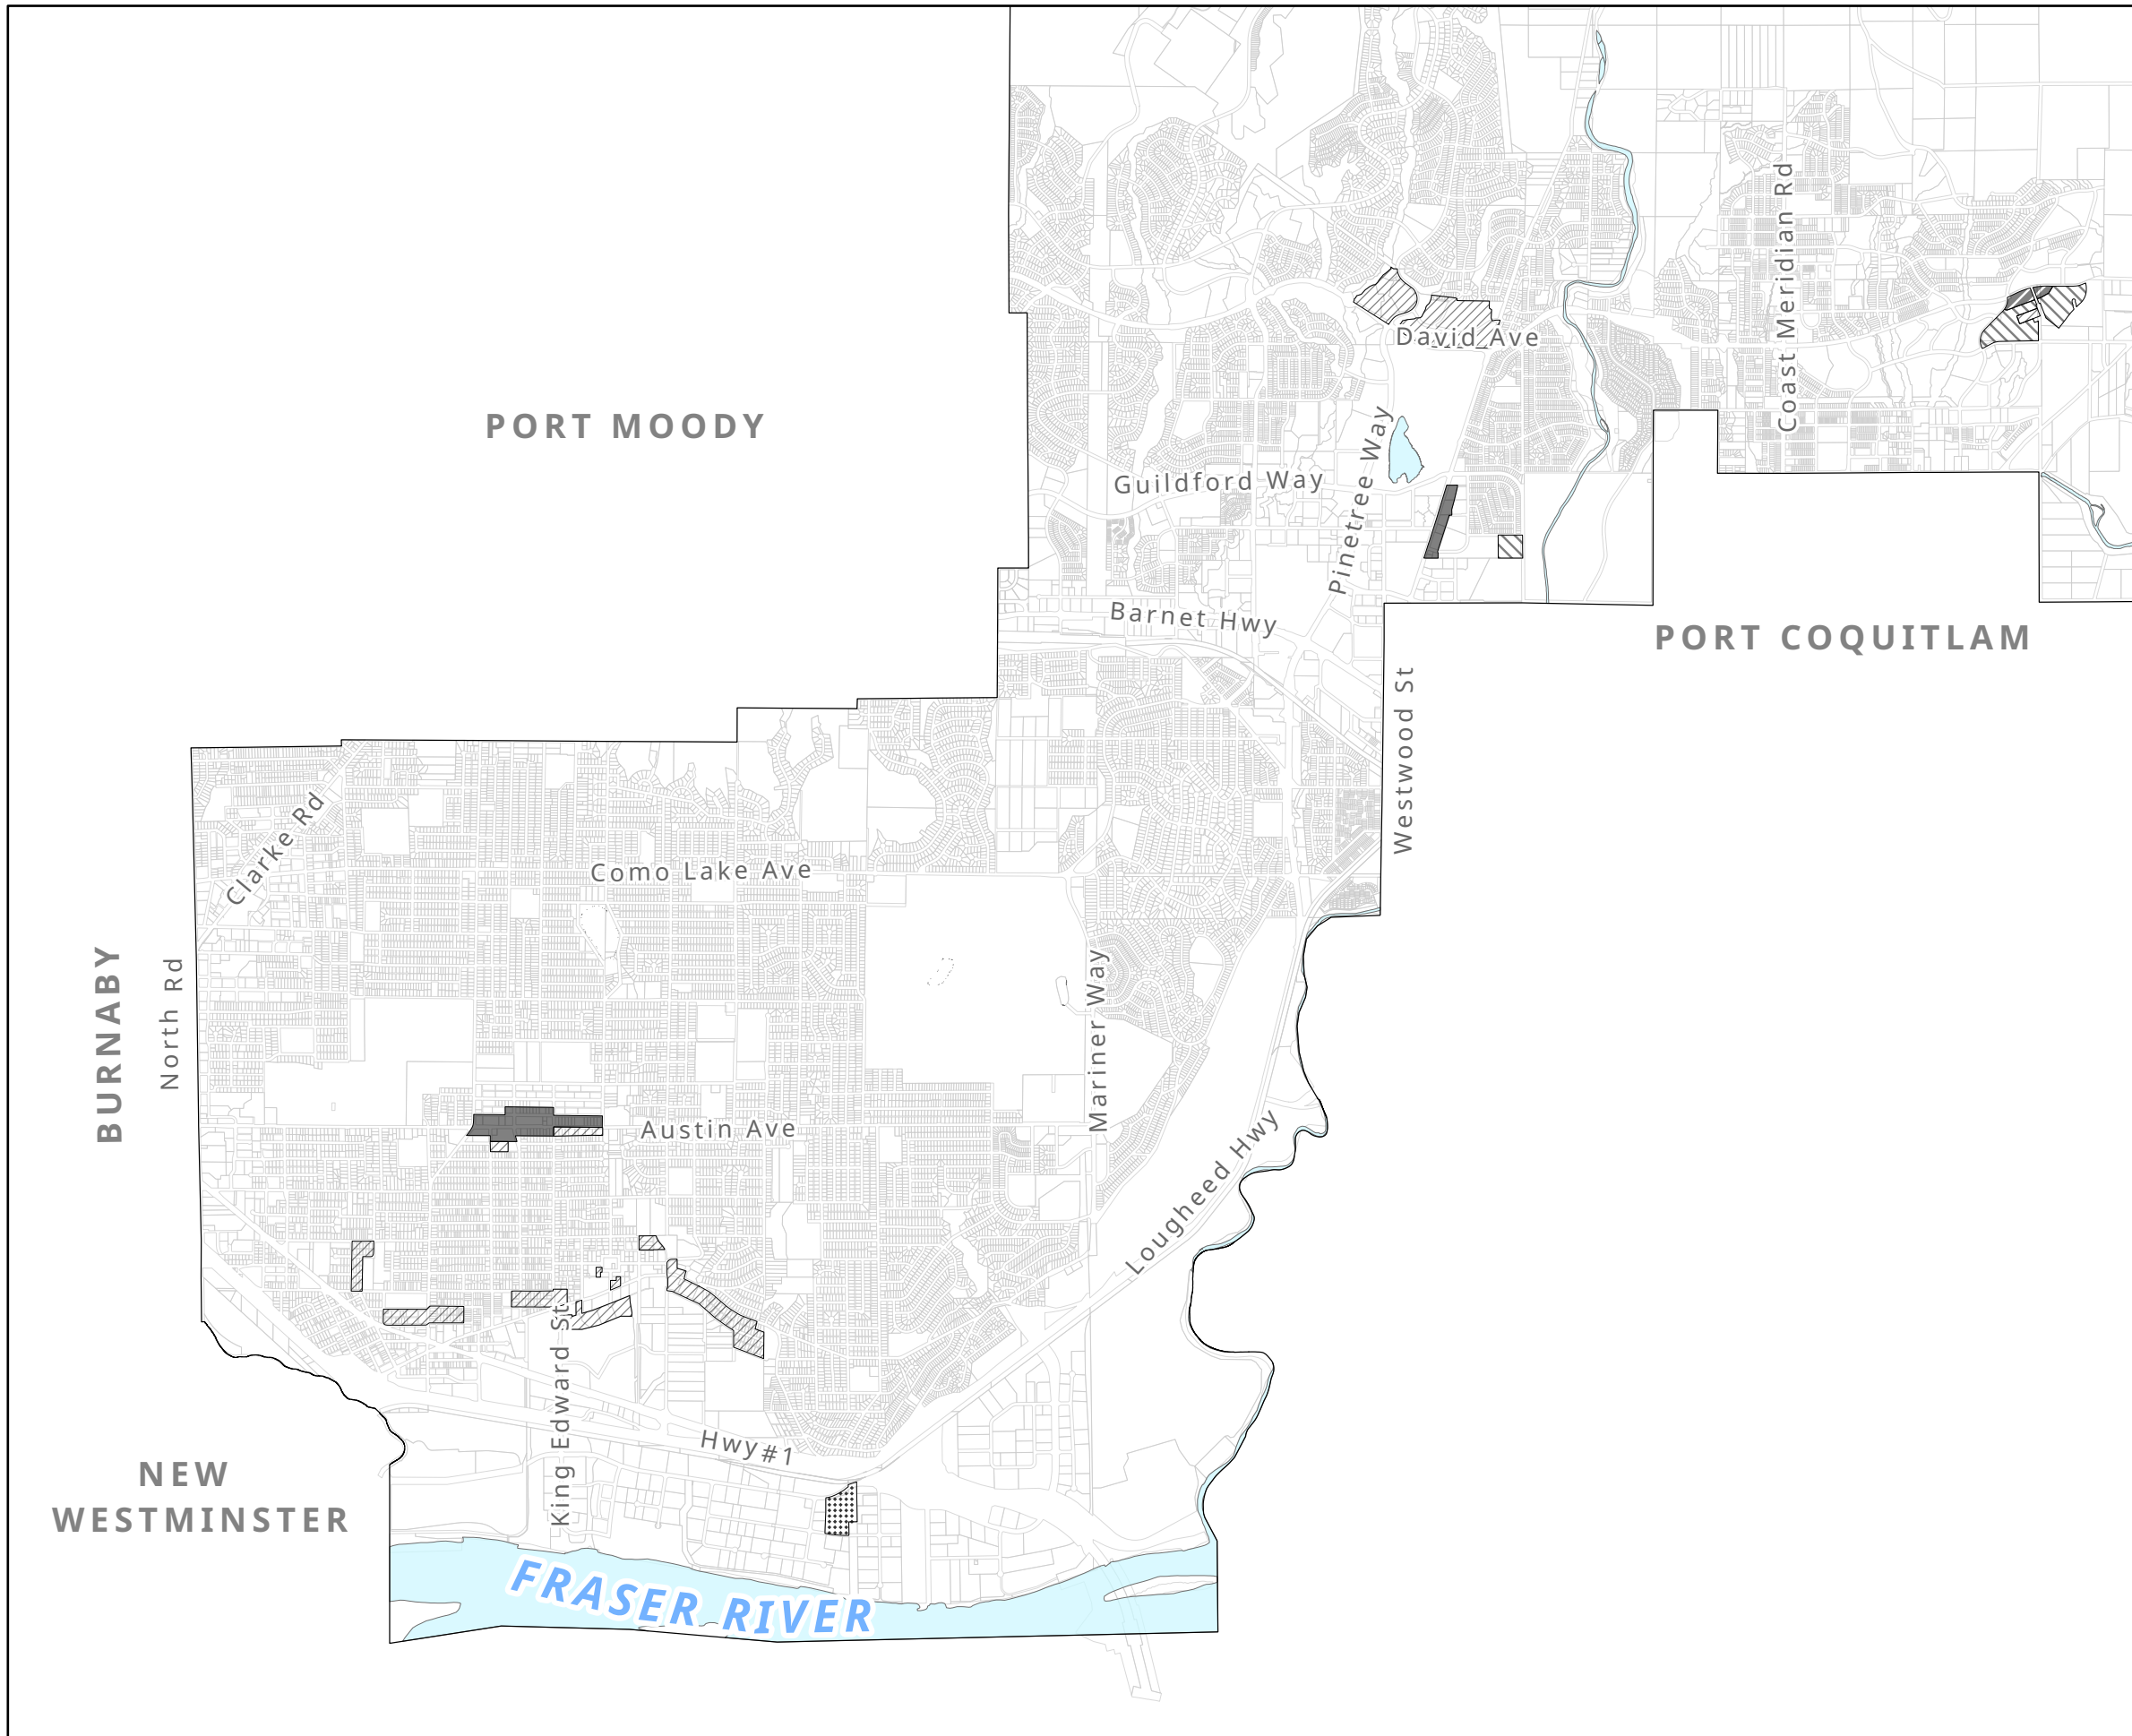 Coast Meridian Rd
David Ave
PORT MOODY
Guildford Way
Pinetree Way
Barnet Hwy
PORT COQUITLAM
Westwood St
Clarke Rd
Como Lake Ave
BURNABY
North Rd
Mariner Way
Austin Ave
Lougheed Hwy
King Edward St
Hwy#1
NEW
WESTMINSTER
FRASER RIVER